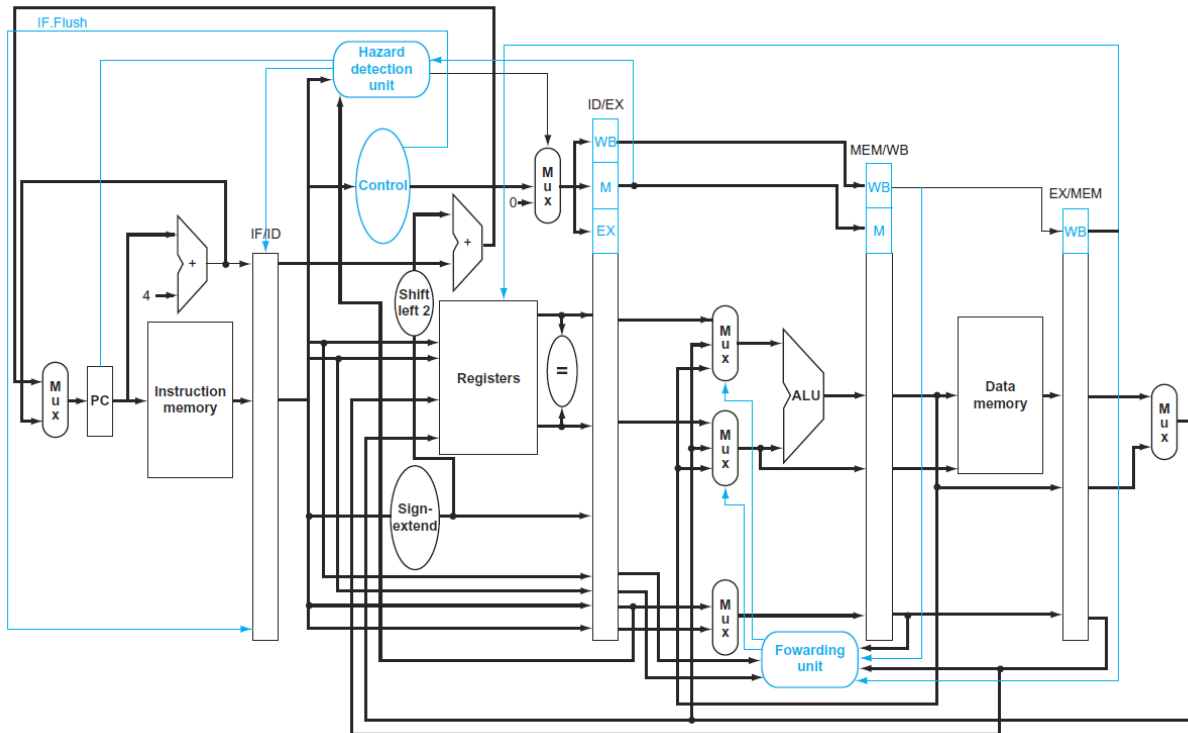 IF.Flush
Hazard
detection
unit
ID/EX
WB
M
EX
M
u
x
0
Control
MEM/WB
WB
M
EX/MEM
WB
IF/ID
+
4
+
Shift
left 2
M
u
x
PC
Instruction
memory
Registers
=
M
u
x
M
u
x
ALU
Data
memory
M
u
x
Sign-
extend
M
u
x
Fowarding
unit